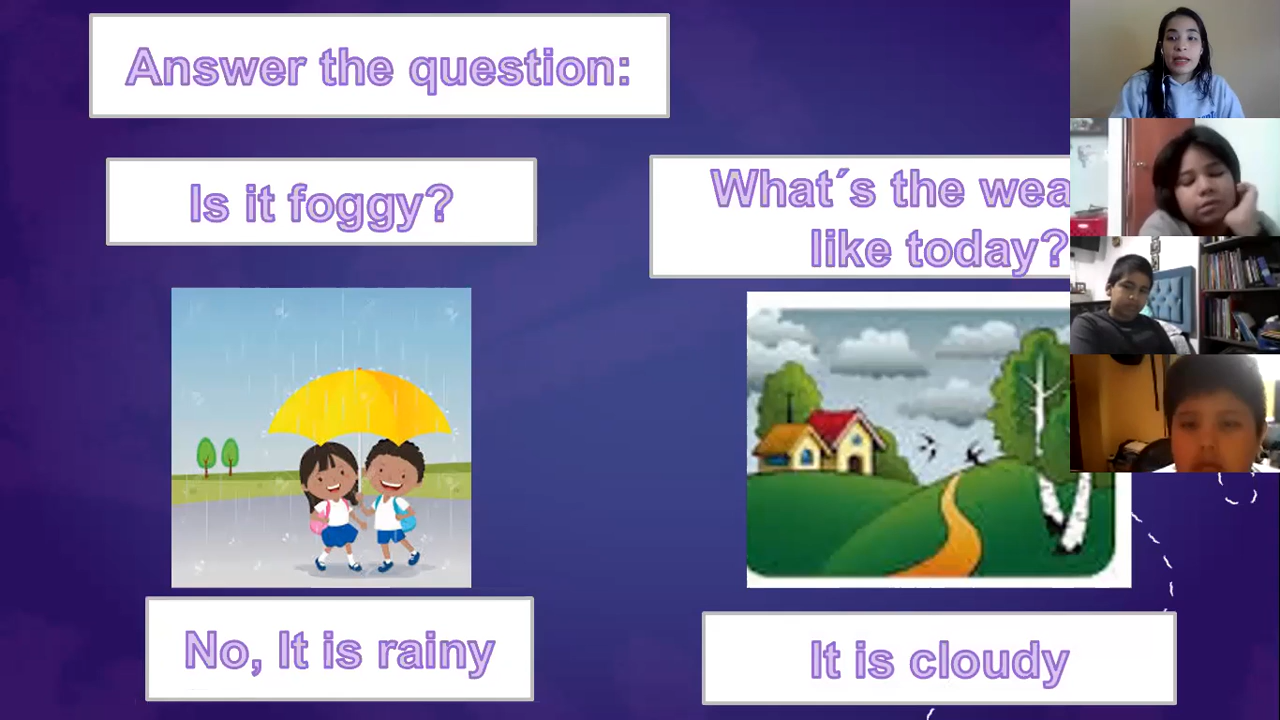 Answer the question:
Is it foggy?
What´s the wea
like today?
No, It is rainy
It is cloudy